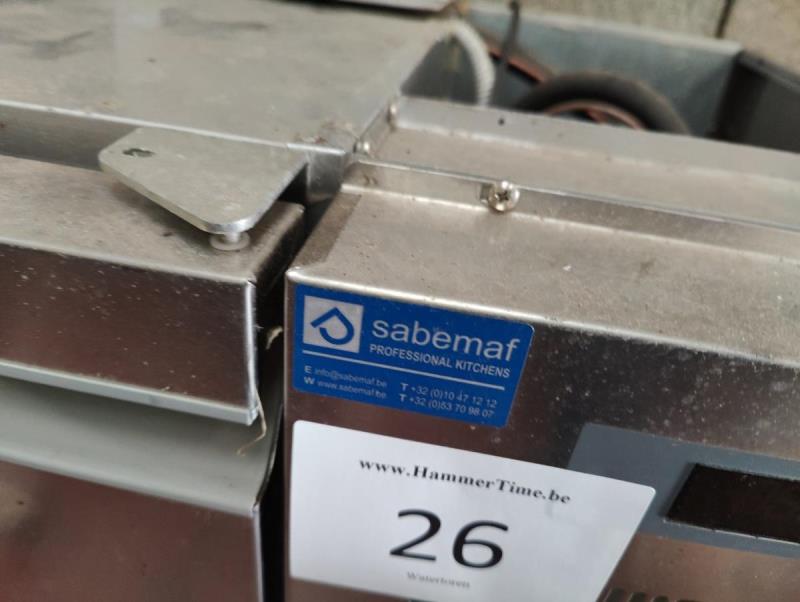 sabemaf
PROFESSIONAL KITCHENS
E info@sabemaf.be T +32 (0)10 47 12 12
W www.sabemaf.be T +32 (0)53 70 98 07
www.HammerTime.be
26
Watertoren